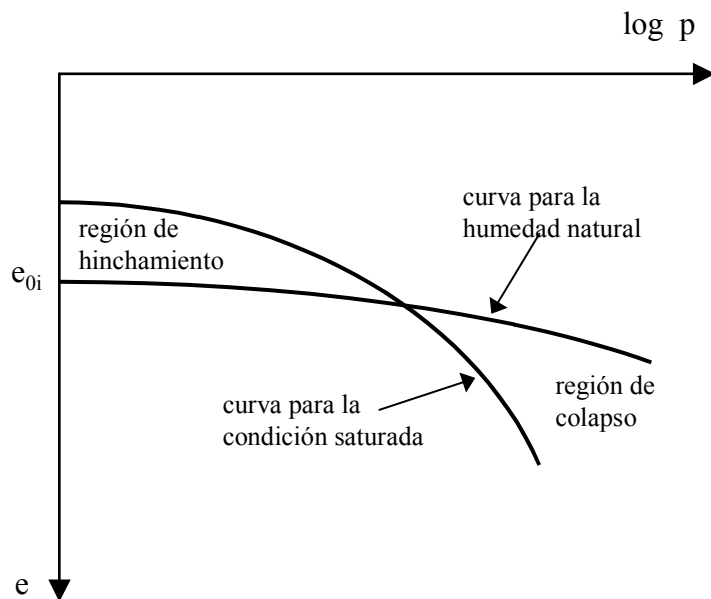 log p
curva para la
humedad natural
región de
hinchamiento
e0i
región de
colapso
curva para la
condición saturada
e